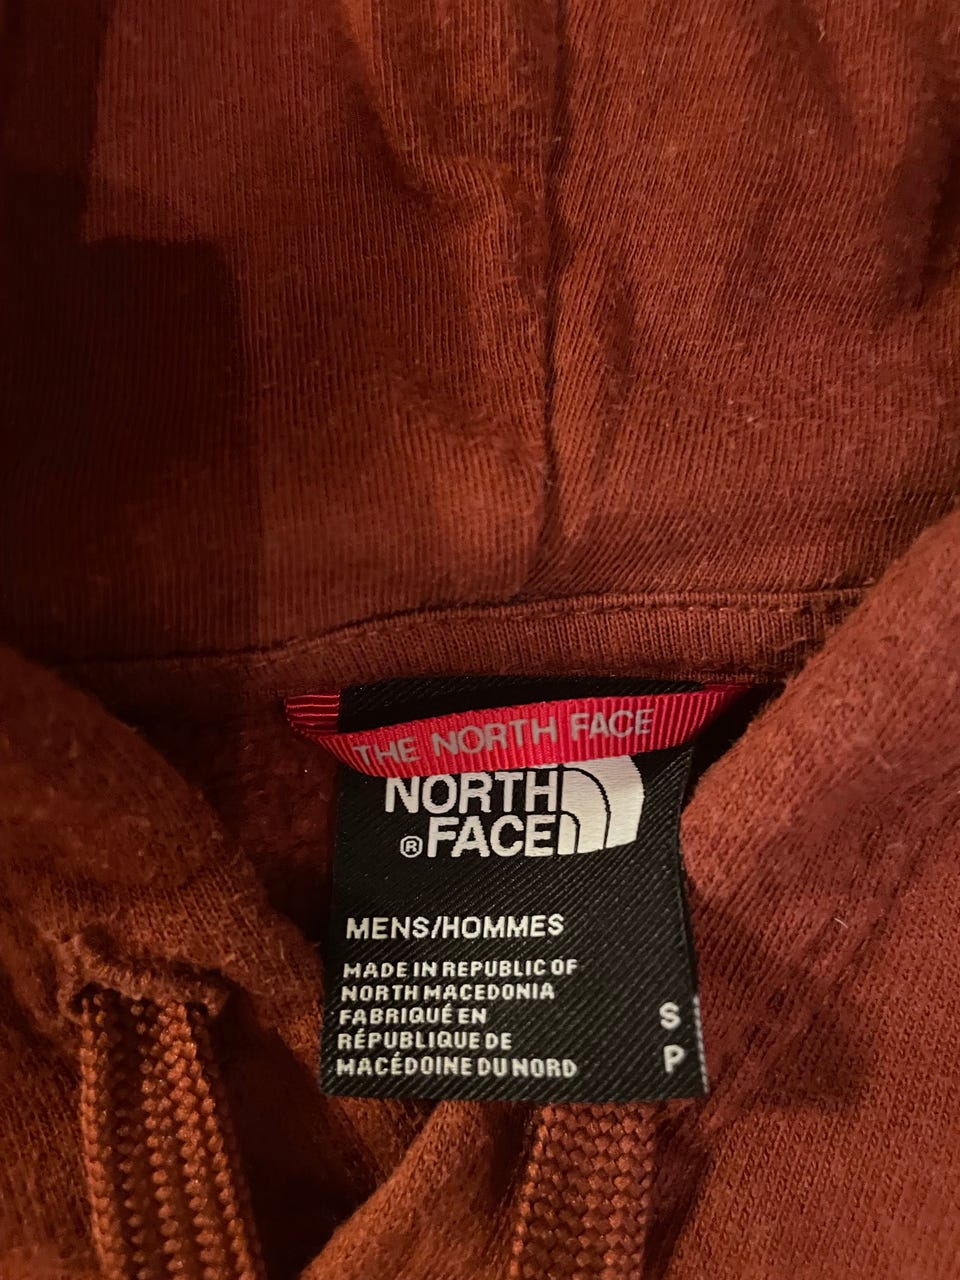 THE NORTH FACE
NORTH
® FACE
MENS/HOMMES
MADE IN REPUBLIC OF
NORTH MACEDONIA
FABRIQUÉ EN
RÉPUBLIQUE DE
MACÉDOINE DU NORD
S
P